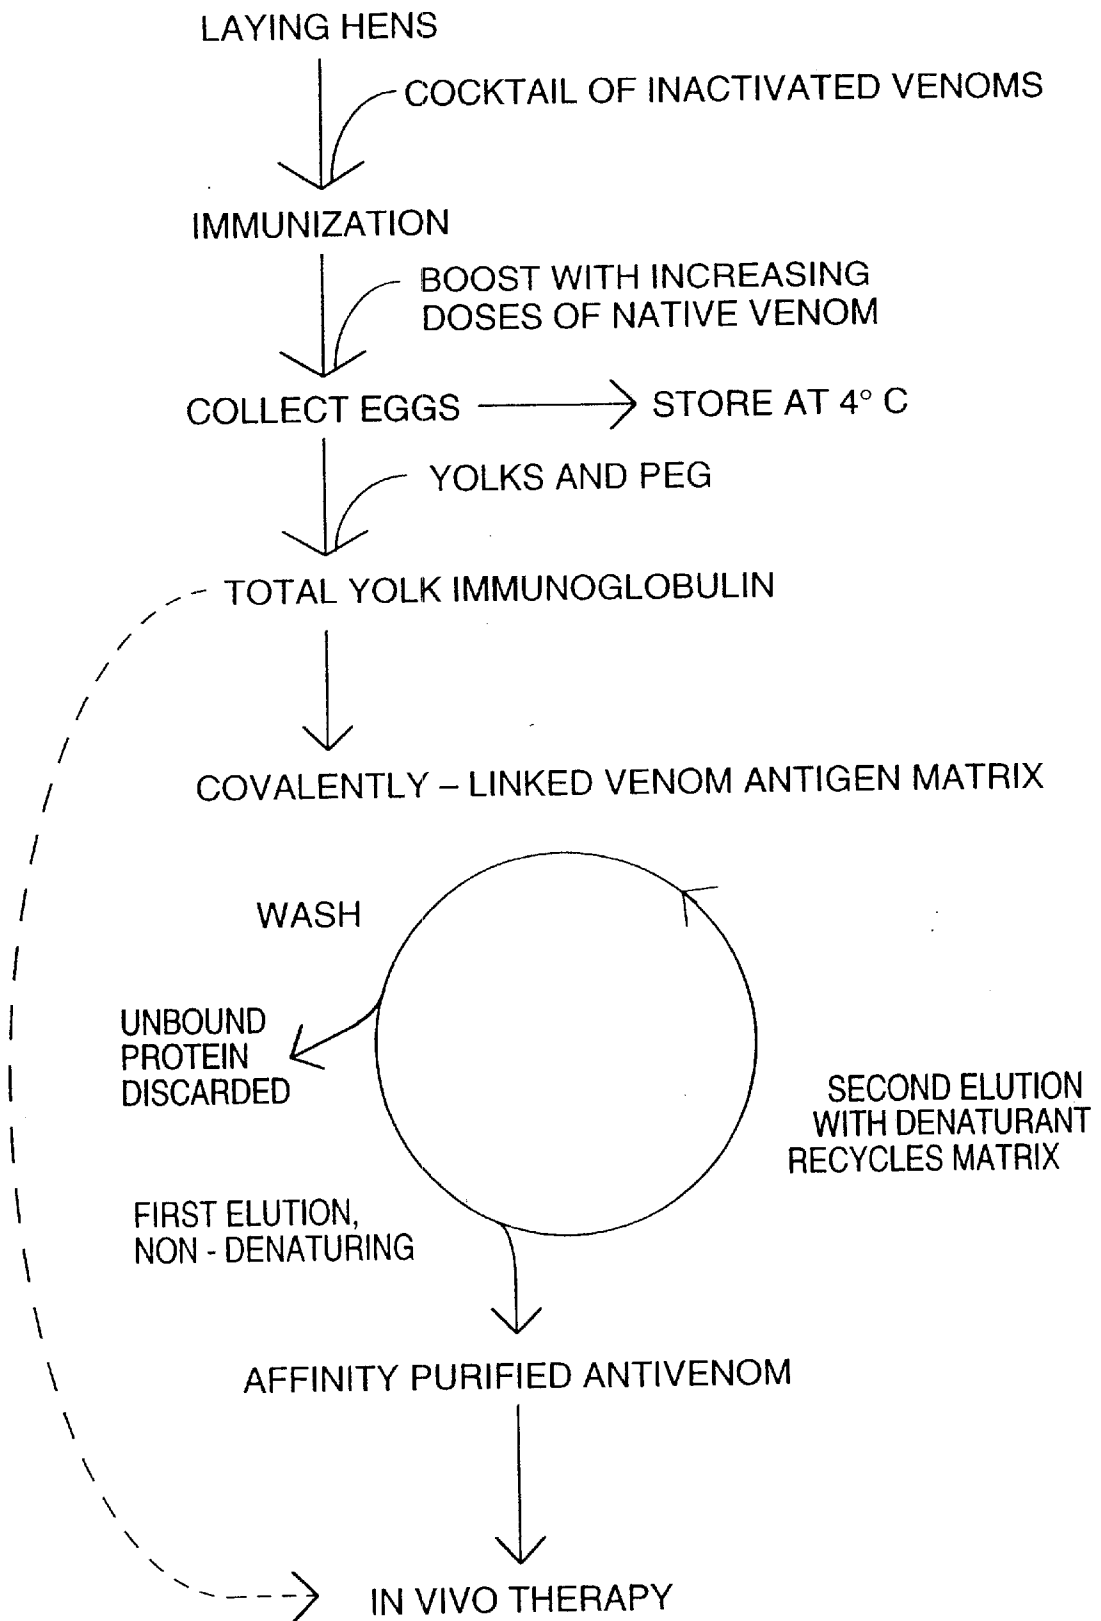 LAYING HENS
COCKTAIL OF INACTIVATED VENOMS
IMMUNIZATION
BOOST WITH INCREASING
DOSES OF NATIVE VENOM
COLLECT EGGS
STORE AT 4° C
YOLKS AND PEG
TOTAL YOLK IMMUNOGLOBULIN
COVALENTLY – LINKED VENOM ANTIGEN MATRIX
WASH
UNBOUND
PROTEIN
DISCARDED
SECOND ELUTION
WITH DENATURANT
RECYCLES MATRIX
FIRST ELUTION,
NON - DENATURING
AFFINITY PURIFIED ANTIVENOM
IN VIVO THERAPY